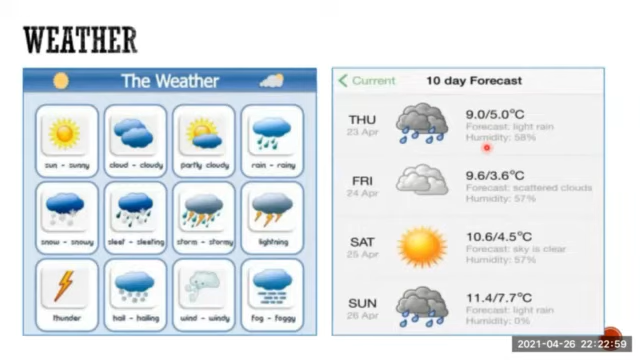 WEATHER
The Weather
sun - sunny
cloud - cloudy
partly cloudy
rain - rainy
snow - snowy
sleet - sleeting
storm - stormy
lightning
thunder
hail - hailing
wind - windy
fog - foggy
Current
10 day Forecast
THU
23 Apr
9.0/5.0°C
Forecast: light rain
Humidity: 58%
FRI
24 Apr
9.6/3.6°C
Forecast: scattered clouds
Humidity: 57%
SAT
25 Apr
10.6/4.5°C
Forecast: sky is clear
Humidity: 57%
SUN
26 Apr
11.4/7.7°C
Forecast: light rain
Humidity: 0%
2021-04-26 22:22:59